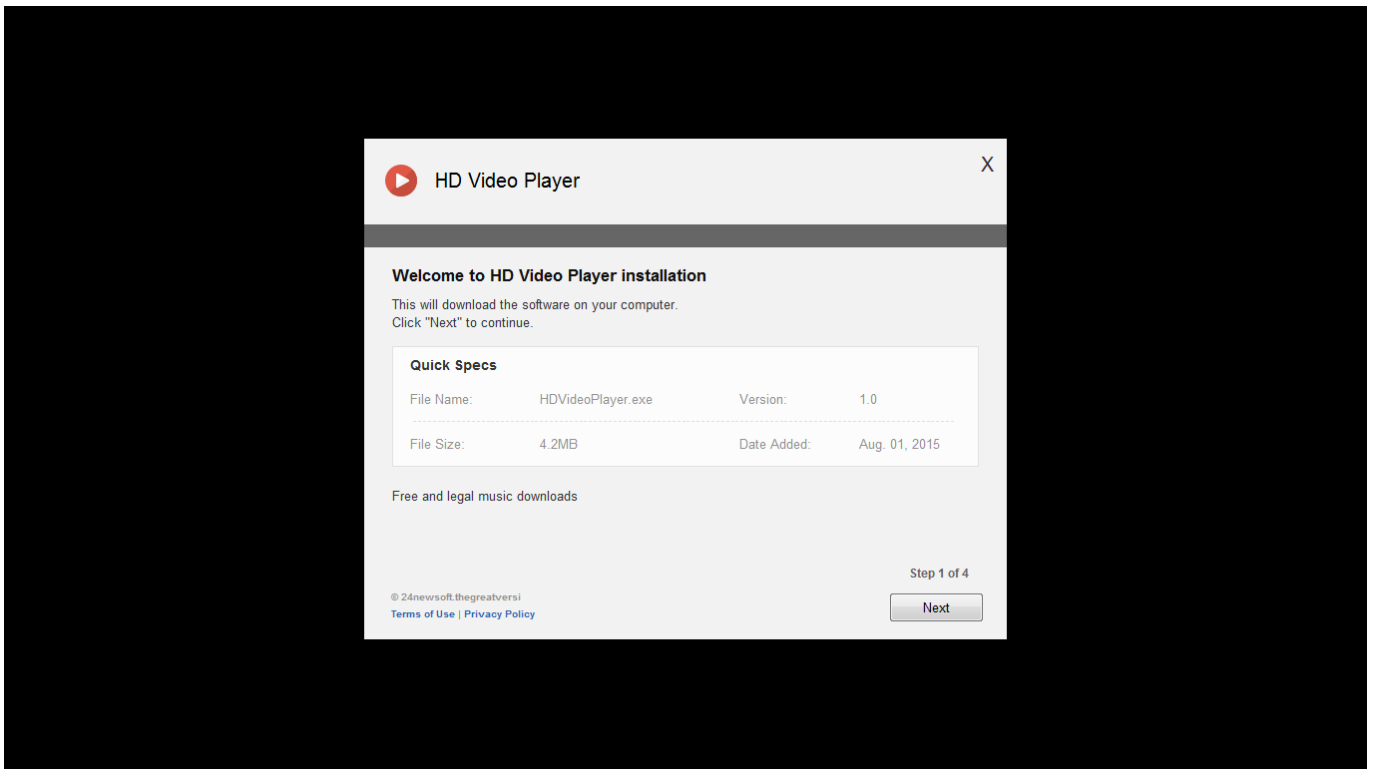 HD Video Player
X
Welcome to HD Video Player installation
This will download the software on your computer.
Click "Next" to continue.
Quick Specs
File Name: HDVideoPlayer.exe Version: 1.0
File Size: 4.2MB Date Added: Aug. 01, 2015
Free and legal music downloads
Step 1 of 4
© 24newsoft.thegreatversi
Terms of Use | Privacy Policy
Next